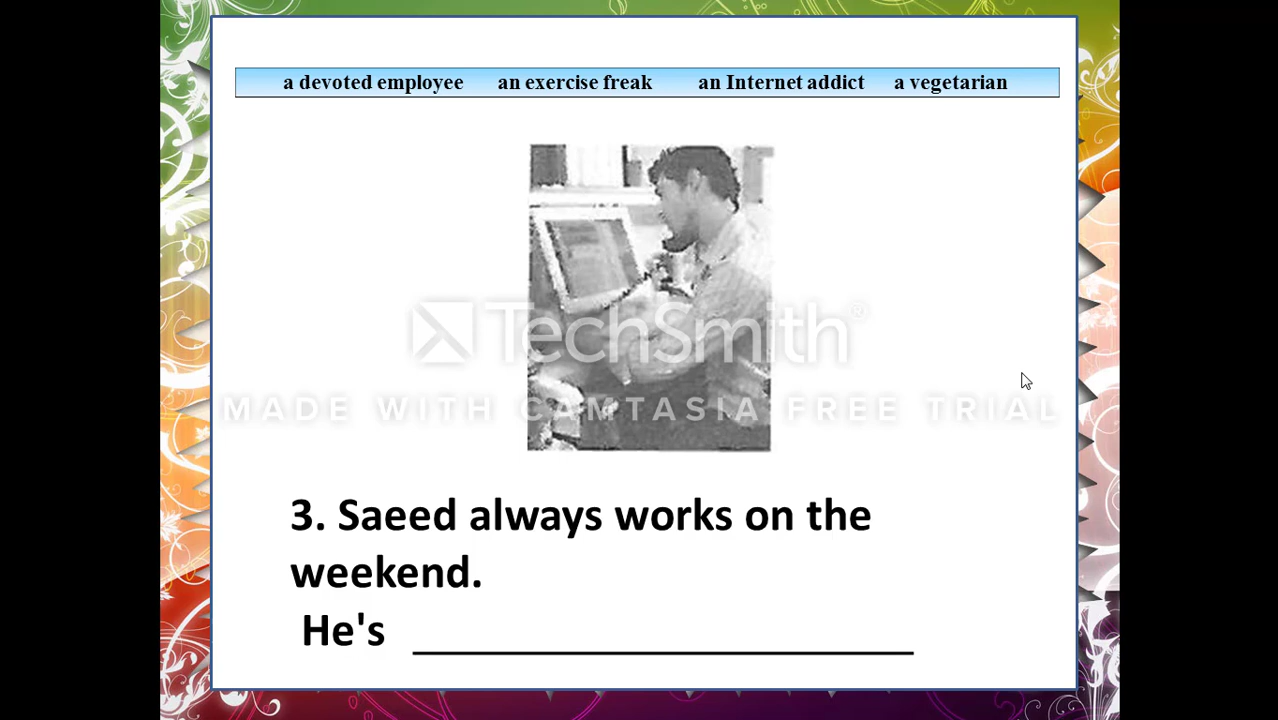 a devoted employee an exercise freak an Internet addict a vegetarian
TechSmith®
MADE WITH CAMTASIA FREE TRIAL
3. Saeed always works on the
weekend.
He's ____________________